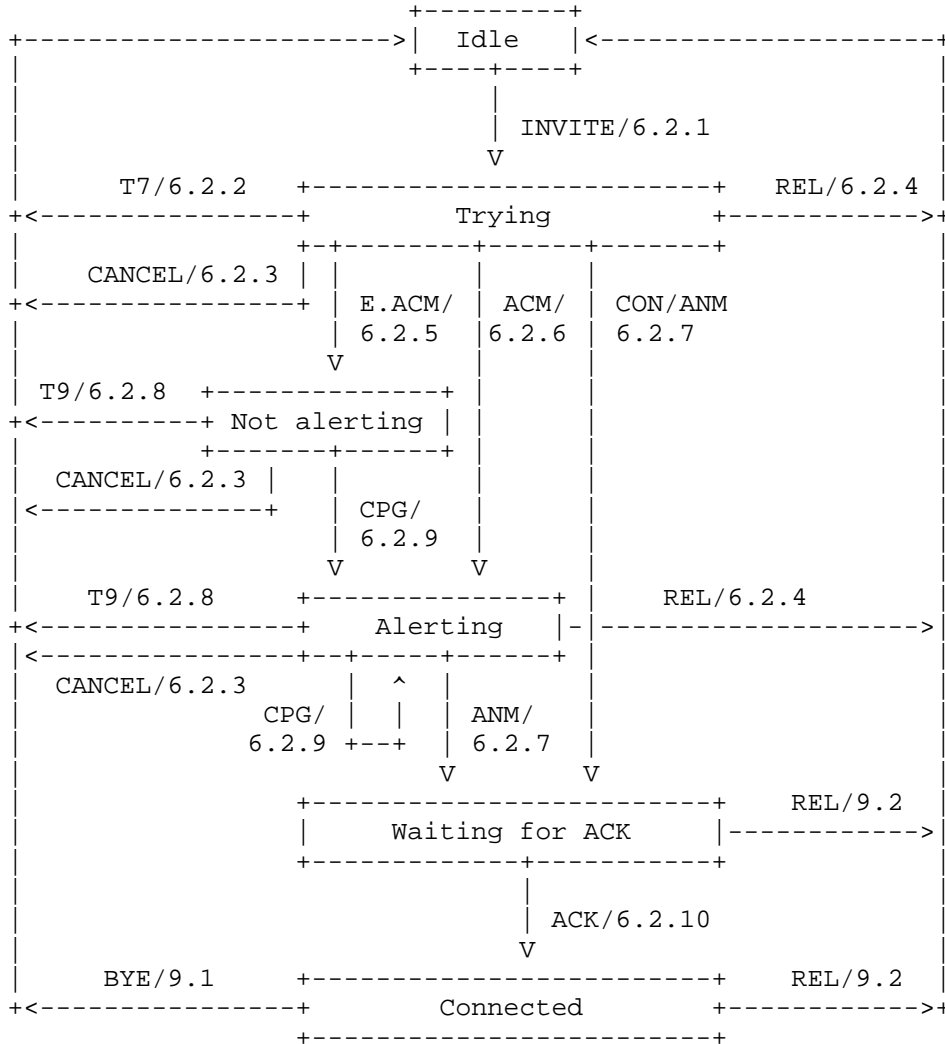 Idle
INVITE/6.2.1
T7/6.2.2 REL/6.2.4
Trying
CANCEL/6.2.3
E.ACM/ ACM/ CON/ANM
6.2.5 6.2.6 6.2.7
V
T9/6.2.8
Not alerting
CANCEL/6.2.3
CPG/
6.2.9
V V
T9/6.2.8 REL/6.2.4
Alerting
CANCEL/6.2.3
CPG/ ANM/
6.2.9 6.2.7
V V
REL/9.2
Waiting for ACK
ACK/6.2.10
V
BYE/9.1 REL/9.2
Connected